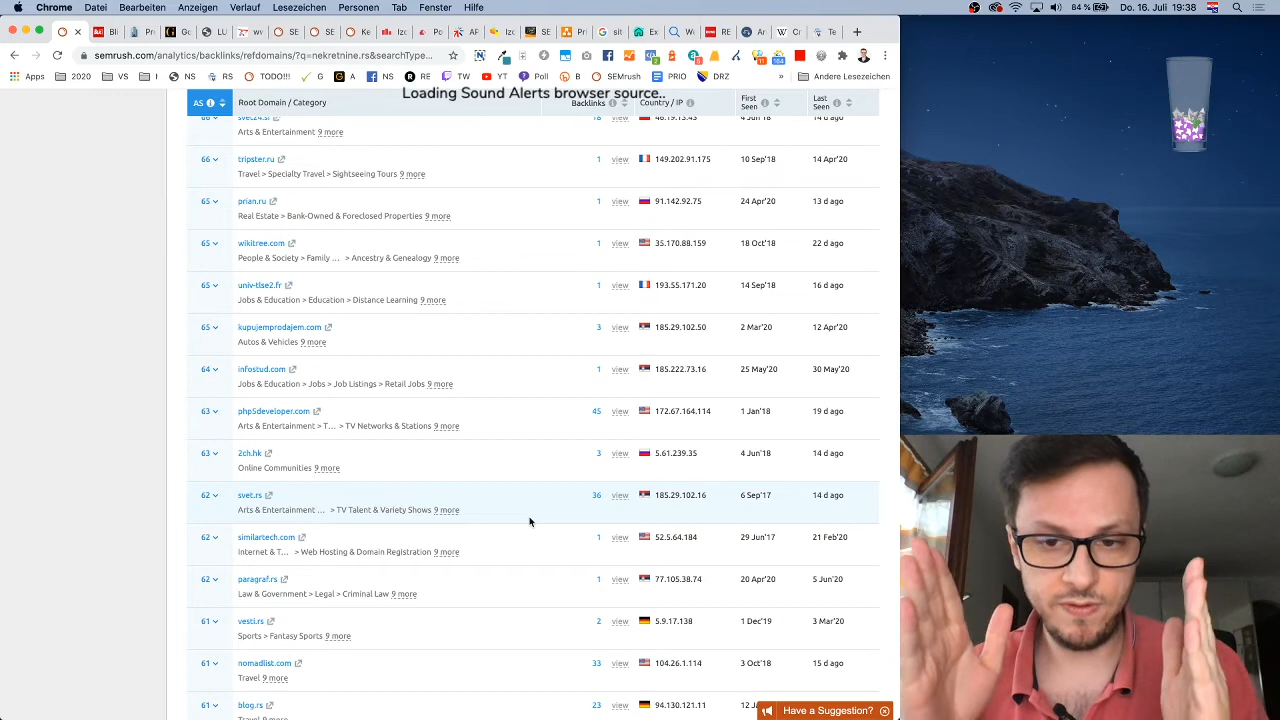 Chrome Datei Bearbeiten Anzeigen Verlauf Lesezeichen Personen Tab Fenster Hilfe 84 % Do. 16. Juli 19:38
semrush.com/analytics/backlinks/refdomains/?q=nekretnine.rs&searchType...
Apps 2020 VS NS RS TODO!!! G NS RE TW YT Poll B SEMrush PRIO DRZ » Andere Lesezeichen
Loading Sound Alerts browser source..
AS Root Domain / Category Backlinks Country / IP First Seen Last Seen
66 svet24.si 18 46.19.13.43 4 Jun'18 14 d ago
Arts & Entertainment 9 more
66 tripster.ru 1 view 149.202.91.175 10 Sep'18 14 Apr'20
Travel > Specialty Travel > Sightseeing Tours 9 more
65 prian.ru 1 view 91.142.92.75 24 Apr'20 13 d ago
Real Estate > Bank-Owned & Foreclosed Properties 9 more
65 wikitree.com 1 view 35.170.88.159 18 Oct'18 22 d ago
People & Society > Family ... > Ancestry & Genealogy 9 more
65 univ-tlse2.fr 1 view 193.55.171.20 14 Sep'18 16 d ago
Jobs & Education > Education > Distance Learning 9 more
65 kupujemprodajem.com 3 view 185.29.102.50 2 Mar'20 12 Apr'20
Autos & Vehicles 9 more
64 infostud.com 1 view 185.222.73.16 25 May'20 30 May'20
Jobs & Education > Jobs > Job Listings > Retail Jobs 9 more
63 php5developer.com 45 view 172.67.164.114 1 Jan'18 19 d ago
Arts & Entertainment > T... > TV Networks & Stations 9 more
63 2ch.hk 3 view 5.61.239.35 4 Jun'18 14 d ago
Online Communities 9 more
62 svet.rs 36 view 185.29.102.16 6 Sep'17 14 d ago
Arts & Entertainment ... > TV Talent & Variety Shows 9 more
62 similartech.com 1 view 52.5.64.184 29 Jun'17 21 Feb'20
Internet & T... > Web Hosting & Domain Registration 9 more
62 paragraf.rs 1 view 77.105.38.74 20 Apr'20 5 Jun'20
Law & Government > Legal > Criminal Law 9 more
61 vesti.rs 2 view 5.9.17.138 1 Dec'19 3 Mar'20
Sports > Fantasy Sports 9 more
61 nomadlist.com 33 view 104.26.1.114 3 Oct'18 15 d ago
Travel 9 more
61 blog.rs 23 view 94.130.121.11
Travel 9 more
Have a Suggestion?